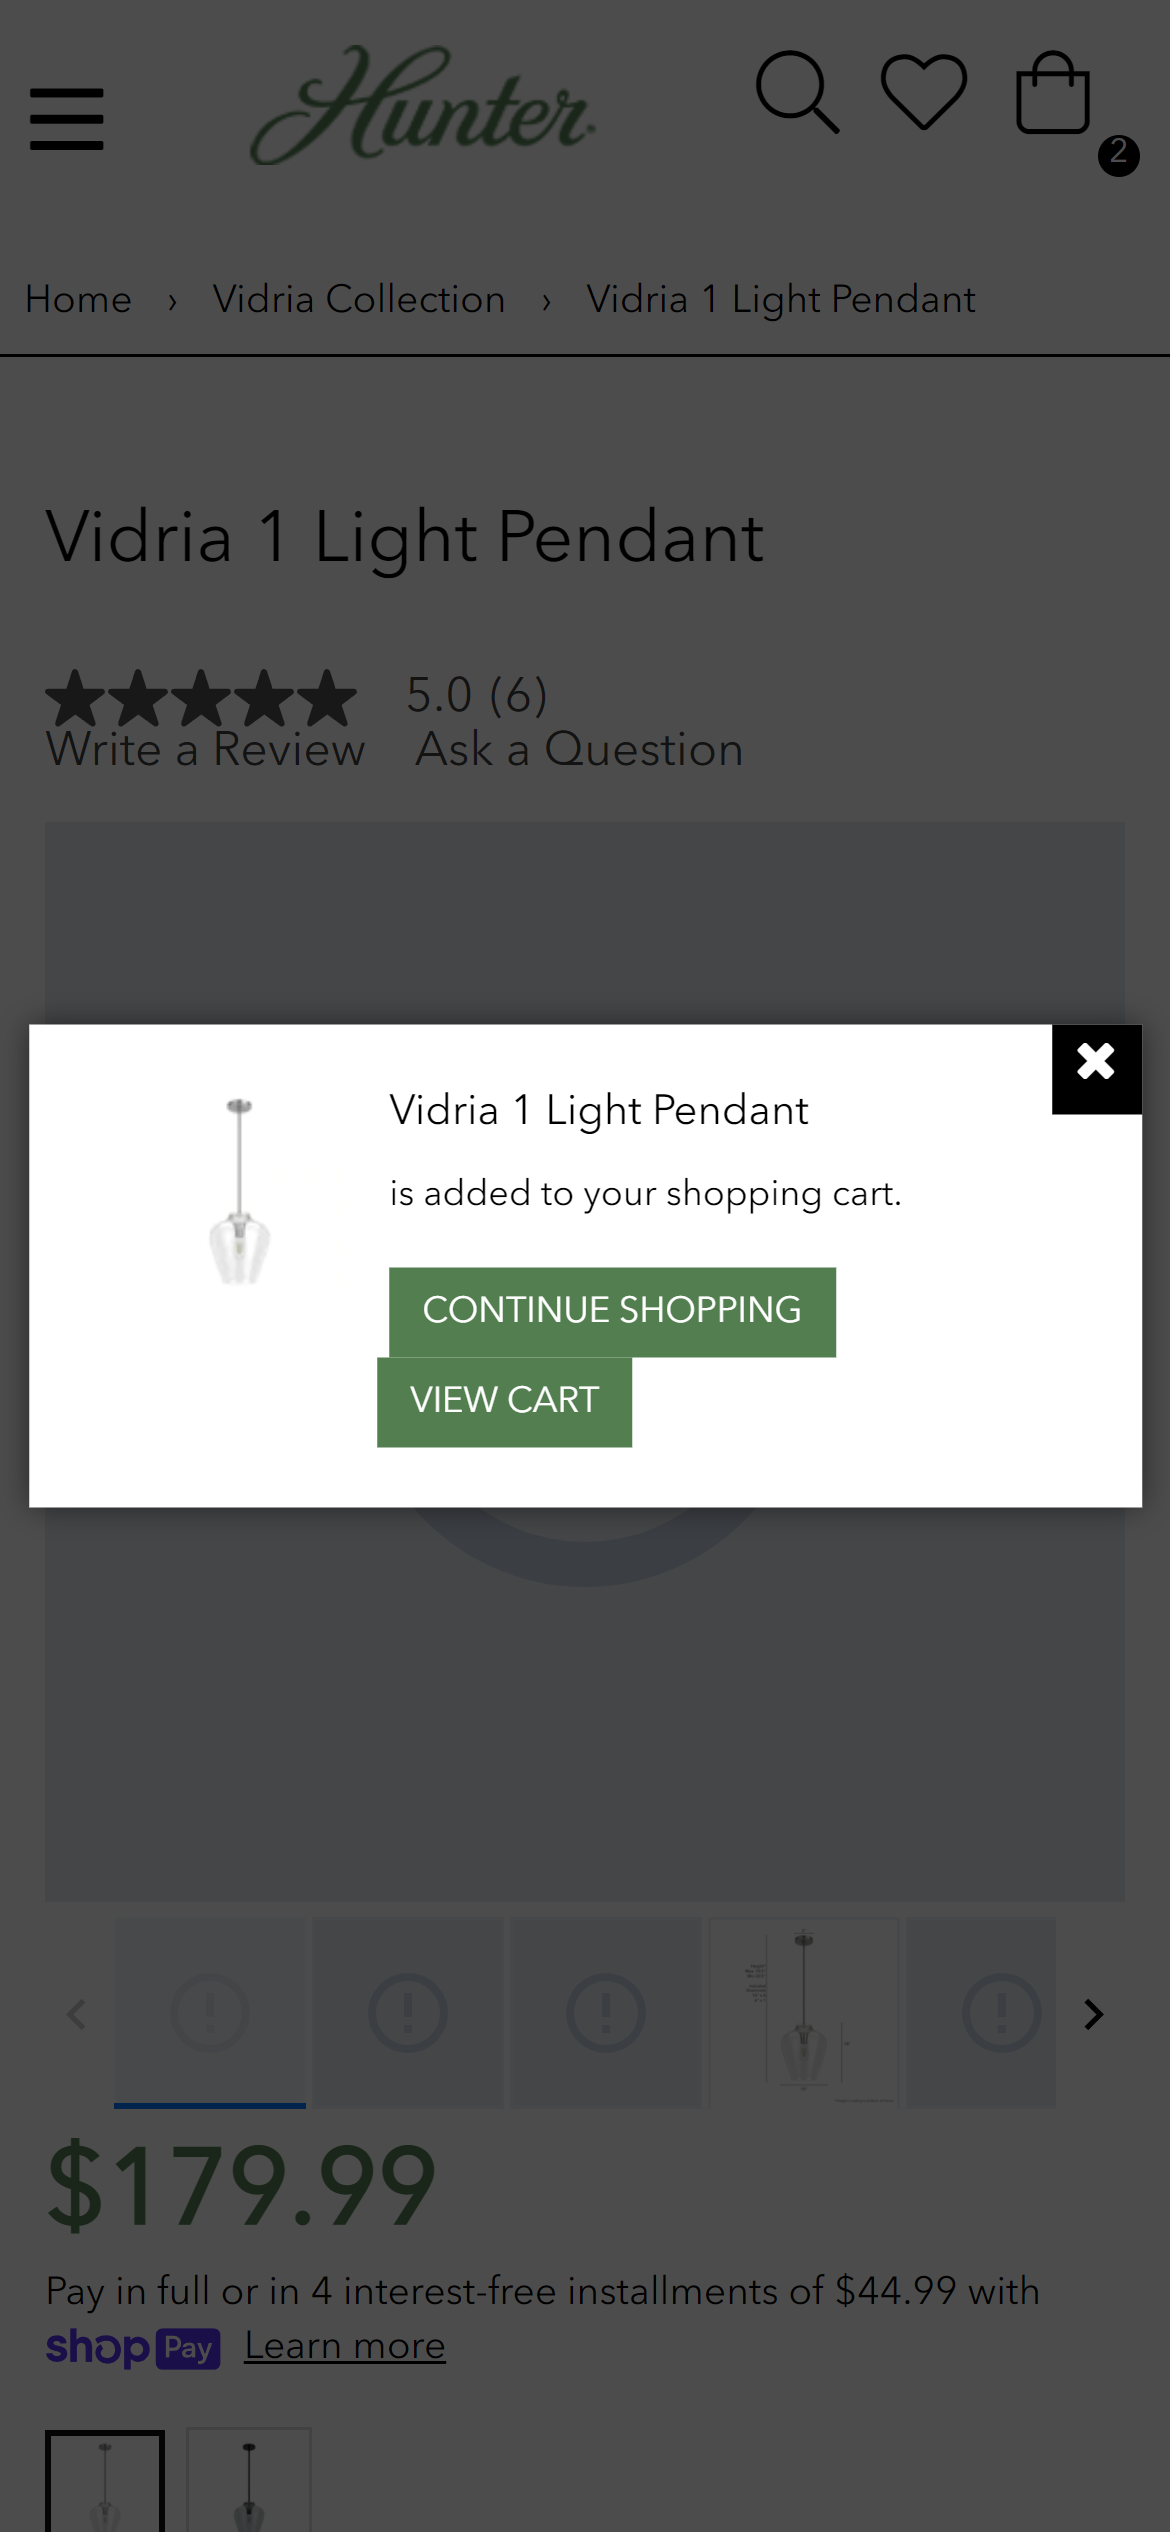 Hunter
2
Home › Vidria Collection › Vidria 1 Light Pendant
Vidria 1 Light Pendant
5.0 (6)
Write a Review Ask a Question
Vidria 1 Light Pendant
is added to your shopping cart.
CONTINUE SHOPPING
VIEW CART
$179.99
Pay in full or in 4 interest-free installments of $44.99 with
shop Pay Learn more